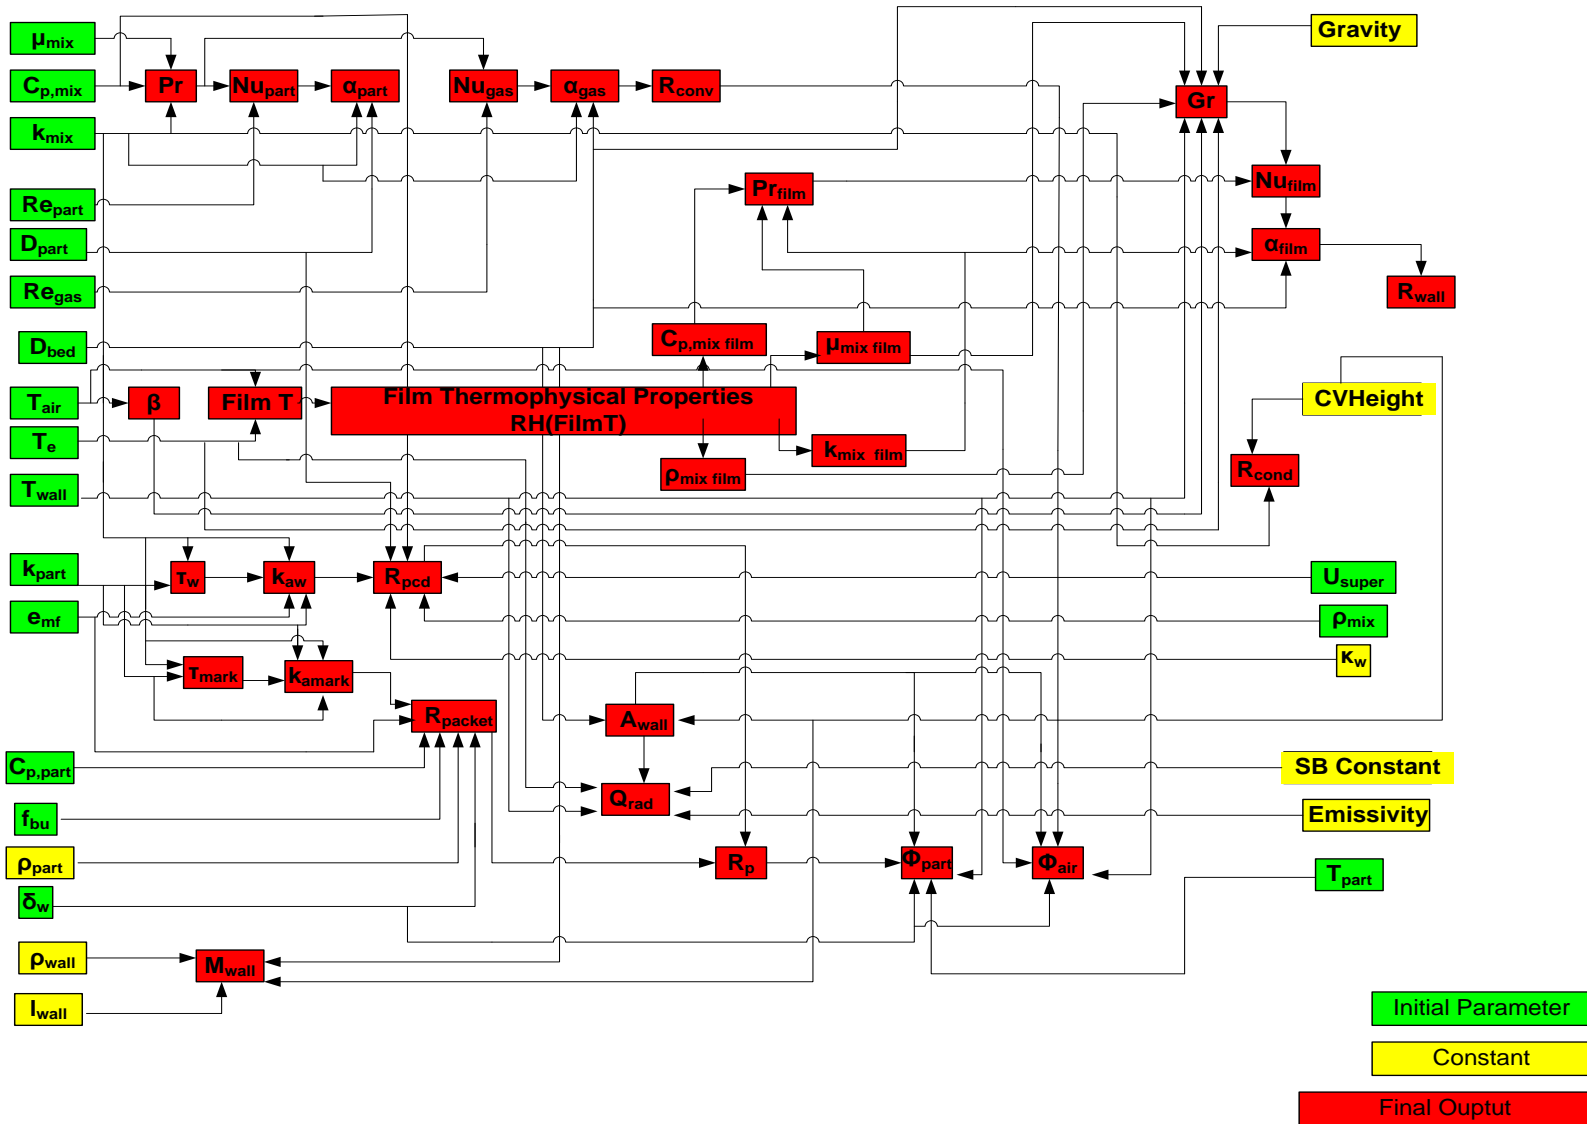 μmix
Gravity
Cp,mix
Pr
Nupart
αpart
Nugas
αgas
Rconv
Gr
kmix
Repart
Prfilm
Nufilm
Dpart
αfilm
Regas
Rwall
Dbed
Cp,mix film
μmix film
Tair
β
Film T
Film Thermophysical Properties
RH(FilmT)
CVHeight
Te
kmix film
ρmix film
Rcond
Twall
kpart
τw
kaw
Rpcd
Usuper
emf
ρmix
κw
τmark
kamark
Rpacket
Awall
Cp,part
SB Constant
Qrad
fbu
Emissivity
ρpart
Rp
Φpart
Φair
Tpart
δw
ρwall
Mwall
lwall
Initial Parameter
Constant
Final Ouptut